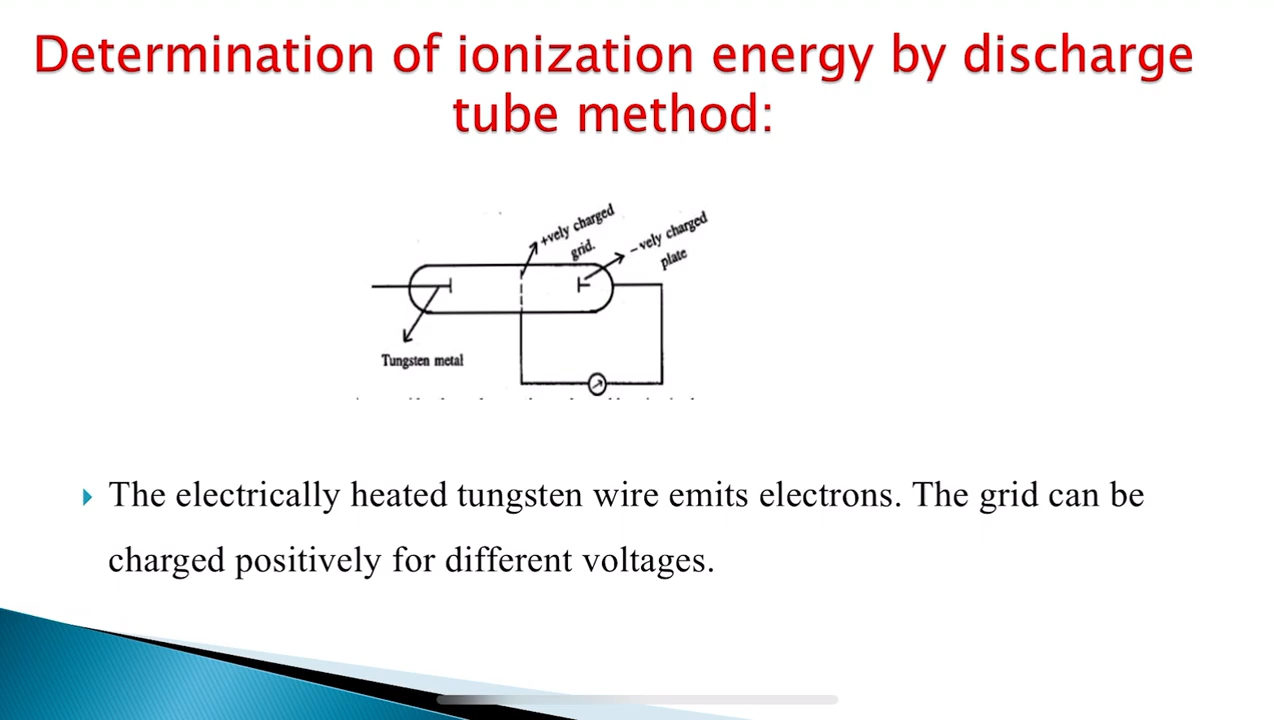 Determination of ionization energy by discharge
tube method:
+vely charged
grid.
-vely charged
plate
Tungsten metal
The electrically heated tungsten wire emits electrons. The grid can be
charged positively for different voltages.